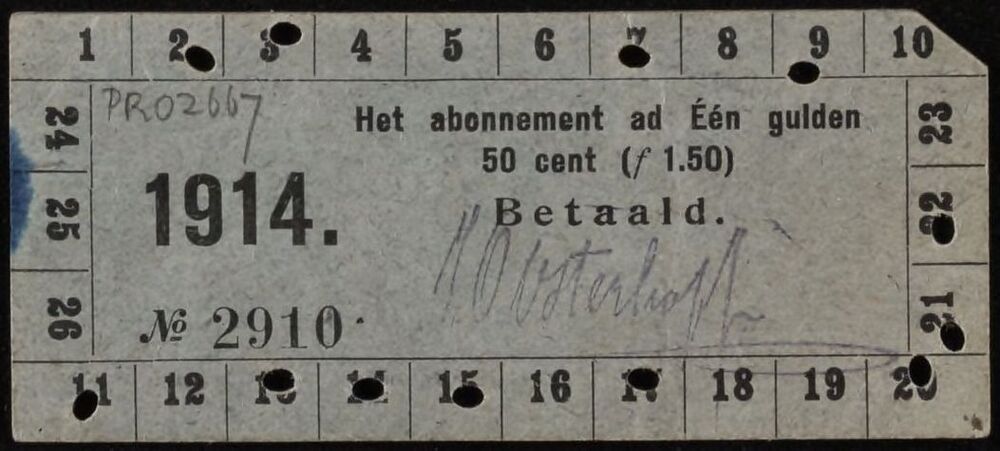 1 2 3 4 5 6 7 8 9 10
PRO2667
Het abonnement ad Één gulden
50 cent (f 1.50)
1914.
Betaald.
Oosterhoff
№ 2910.
24
25
26
23
22
21
11 12 13 14 15 16 17 18 19 20